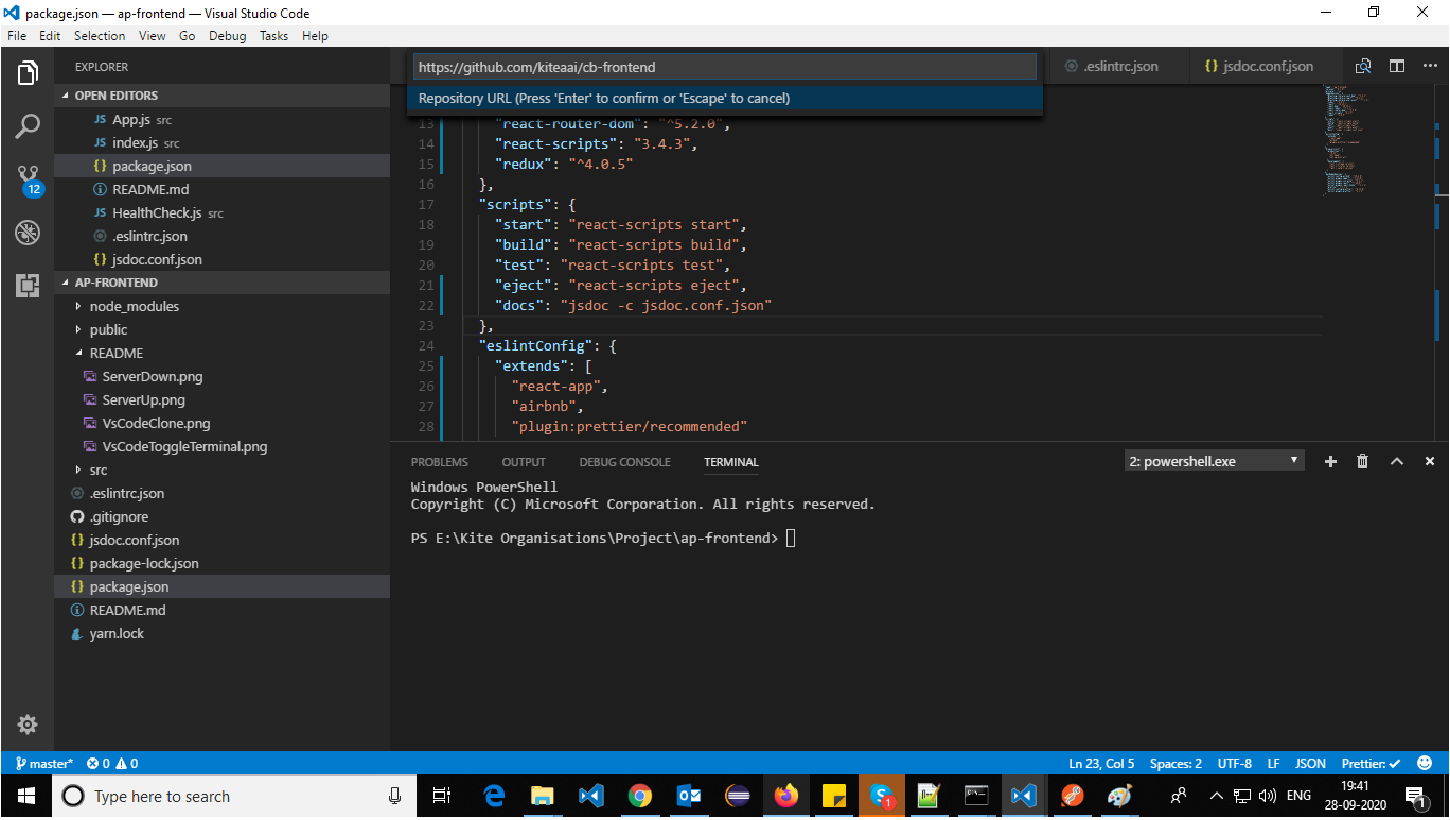 package.json — ap-frontend — Visual Studio Code
File Edit Selection View Go Debug Tasks Help
EXPLORER
https://github.com/kiteaai/cb-frontend
.eslintrc.json
{} jsdoc.conf.json
Repository URL (Press 'Enter' to confirm or 'Escape' to cancel)
OPEN EDITORS
JS App.js src
JS index.js src
{} package.json
README.md
JS HealthCheck.js src
.eslintrc.json
{} jsdoc.conf.json
12
AP-FRONTEND
node_modules
public
README
ServerDown.png
ServerUp.png
VsCodeClone.png
VsCodeToggleTerminal.png
src
.eslintrc.json
.gitignore
{} jsdoc.conf.json
{} package-lock.json
{} package.json
README.md
yarn.lock
13 "react-router-dom": "^5.2.0",
14 "react-scripts": "3.4.3",
15 "redux": "^4.0.5"
16 },
17 "scripts": {
18 "start": "react-scripts start",
19 "build": "react-scripts build",
20 "test": "react-scripts test",
21 "eject": "react-scripts eject",
22 "docs": "jsdoc -c jsdoc.conf.json"
23 },
24 "eslintConfig": {
25 "extends": [
26 "react-app",
27 "airbnb",
28 "plugin:prettier/recommended"
PROBLEMS OUTPUT DEBUG CONSOLE TERMINAL 2: powershell.exe
Windows PowerShell
Copyright (C) Microsoft Corporation. All rights reserved.
PS E:\Kite Organisations\Project\ap-frontend>
master* 0 0 Ln 23, Col 5 Spaces: 2 UTF-8 LF JSON Prettier: ✓
Type here to search
S 1
ENG
19:41
28-09-2020
1